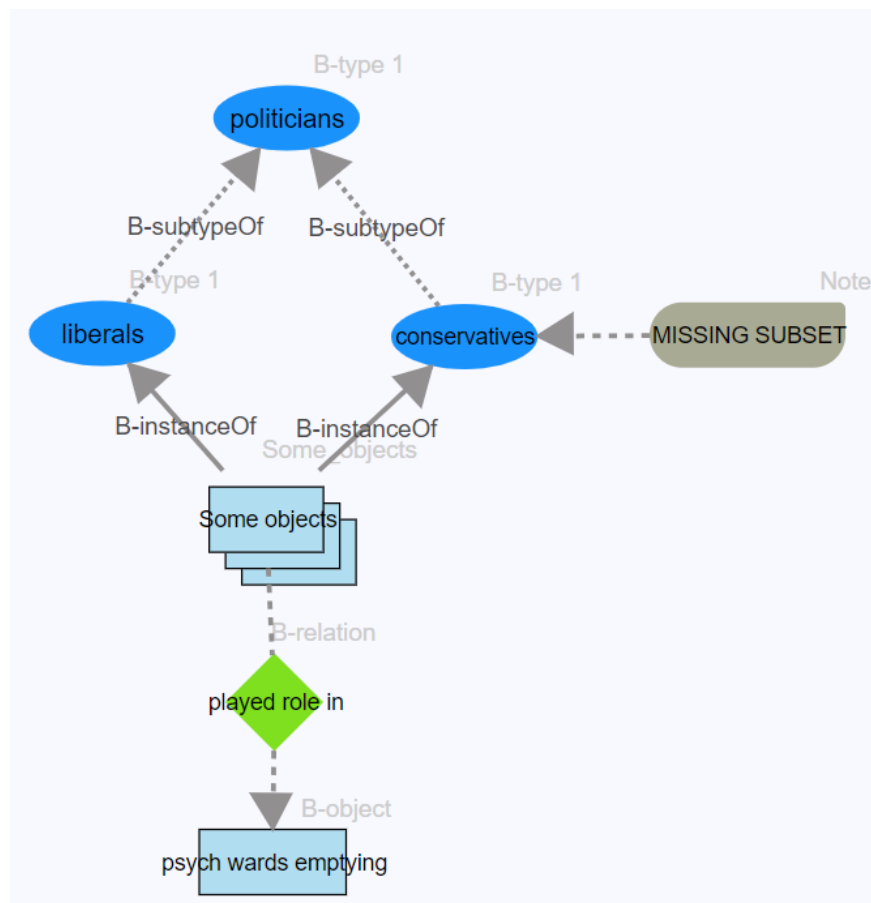 B-type 1
politicians
B-subtypeOf
B-subtypeOf
B-type 1
B-type 1
Note
liberals
conservatives
MISSING SUBSET
B-instanceOf
B-instanceOf
Some_objects
Some objects
B-relation
played role in
B-object
psych wards emptying